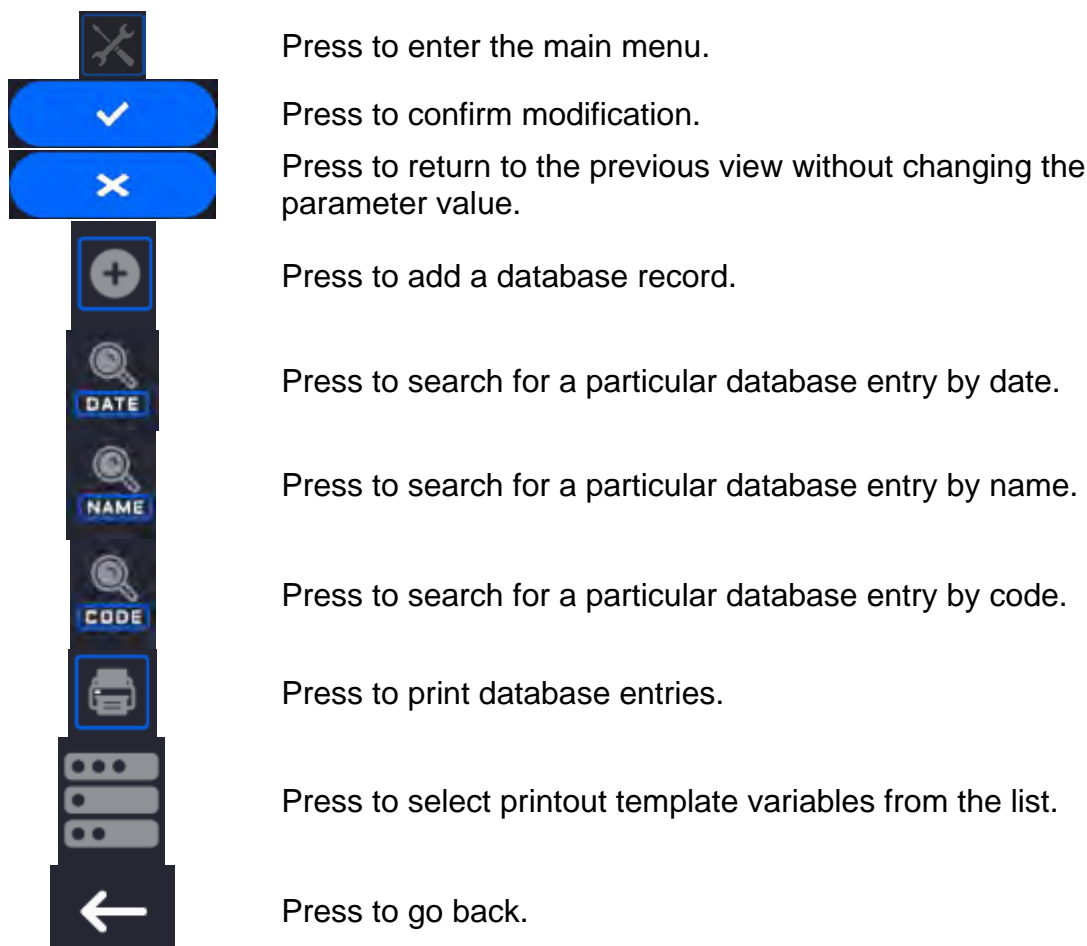 Press to enter the main menu.
Press to confirm modification.
Press to return to the previous view without changing the
parameter value.
Press to add a database record.
DATE
Press to search for a particular database entry by date.
NAME
Press to search for a particular database entry by name.
CODE
Press to search for a particular database entry by code.
Press to print database entries.
Press to select printout template variables from the list.
Press to go back.